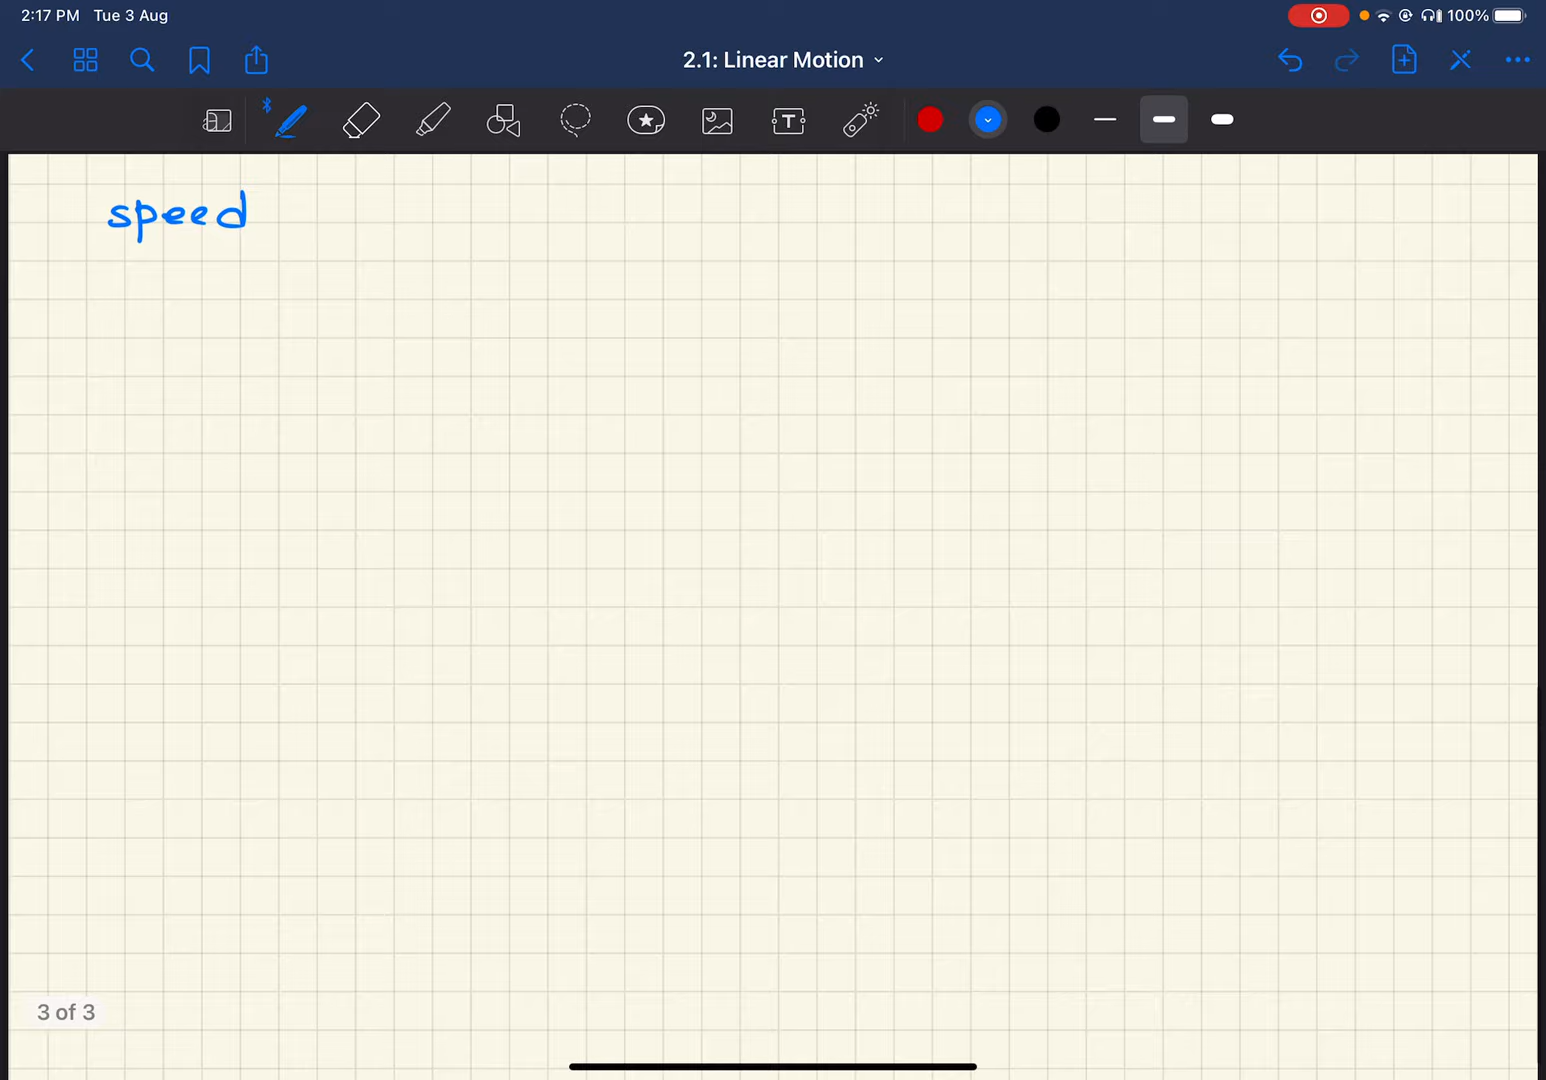 2:17 PM Tue 3 Aug 100%
2.1: Linear Motion
T
speed
3 of 3